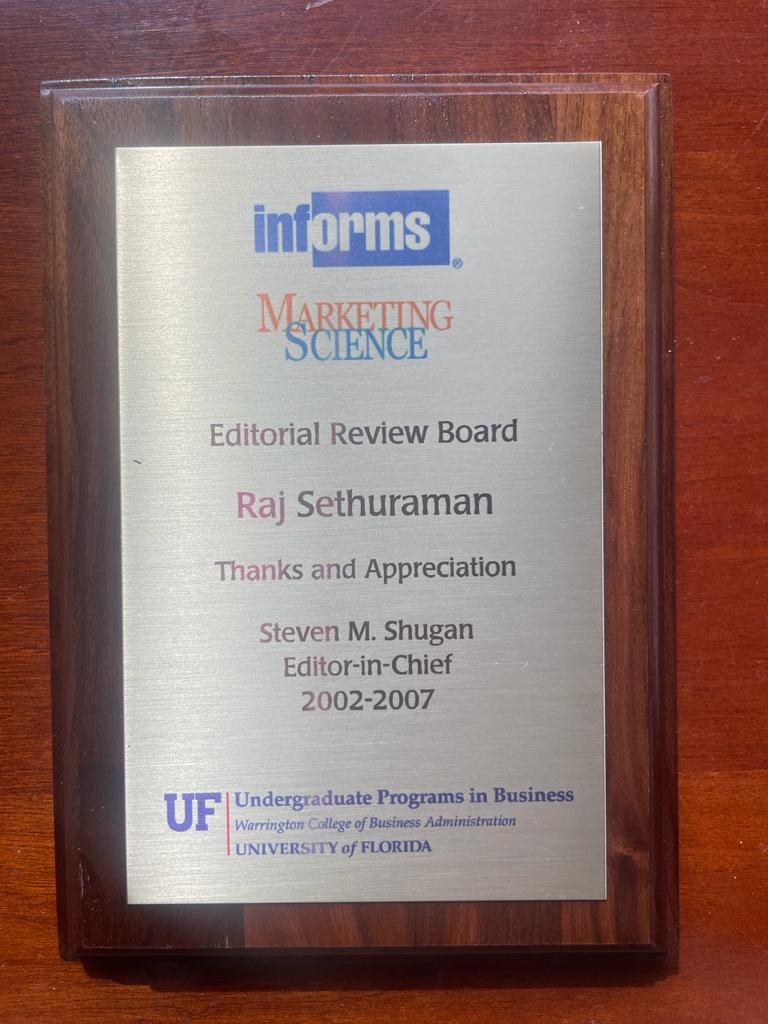 informs®
MARKETING
SCIENCE
Editorial Review Board
Raj Sethuraman
Thanks and Appreciation
Steven M. Shugan
Editor-in-Chief
2002-2007
UF
Undergraduate Programs in Business
Warrington College of Business Administration
UNIVERSITY of FLORIDA